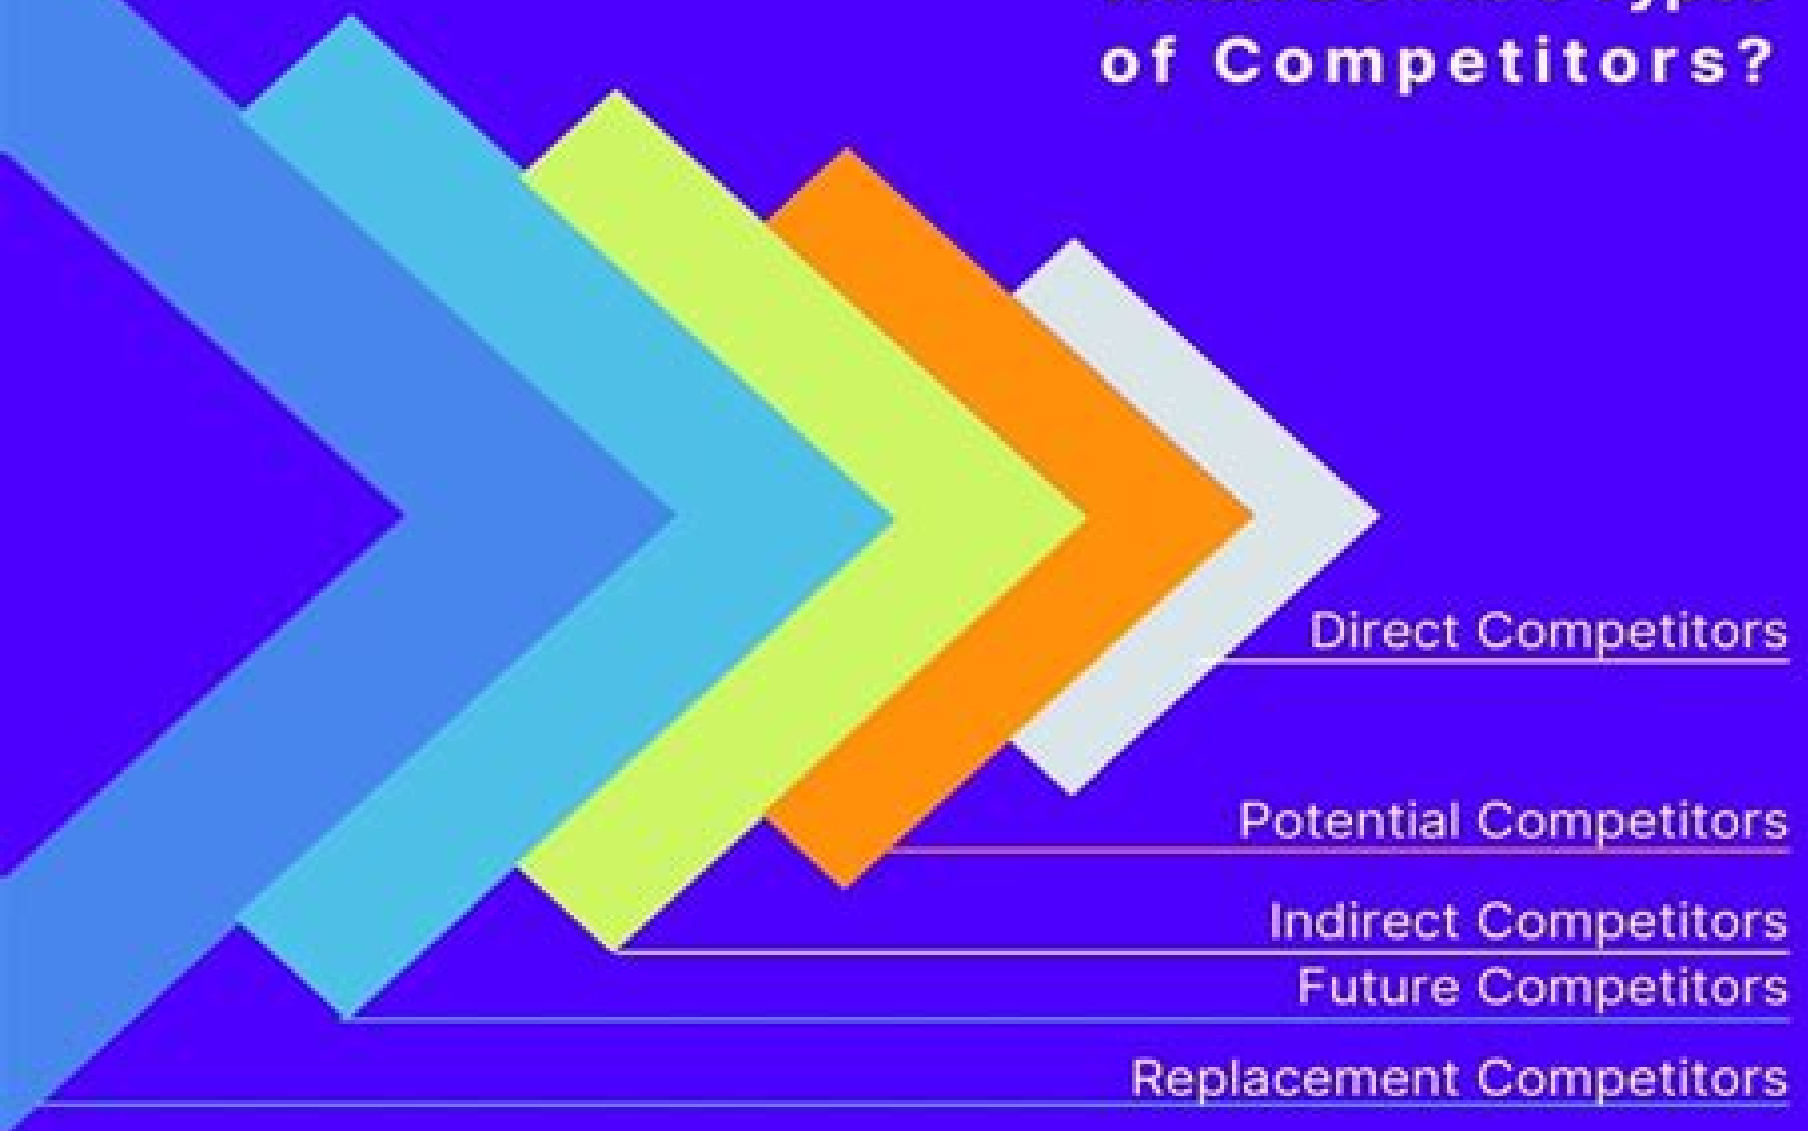 of Competitors?
Direct Competitors
Potential Competitors
Indirect Competitors
Future Competitors
Replacement Competitors